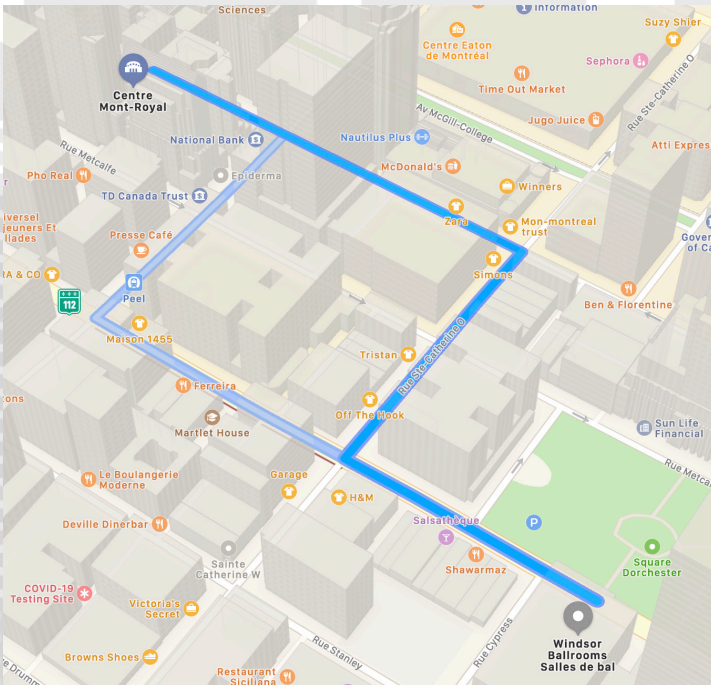 Sciences
Information
Suzy Shier
Centre Eaton
de Montréal
Sephora
Time Out Market
Centre
Mont-Royal
Rue Ste-Catherine O
Av McGill-College
Jugo Juice
National Bank
Nautilus Plus
Atti Expres
Rue Metcalfe
McDonald's
Pho Real
Epiderma
Winners
TD Canada Trust
Zara
Mon-montreal
trust
iversel
jeuners Et
llades
Presse Café
Gover
of Ca
RA & CO
Simons
Peel
112
Ben & Florentine
Maison 1455
Tristan
Rue Ste-Catherine O
Ferreira
tons
Off The Hook
Martlet House
Sun Life
Financial
Rue Metcal
Le Boulangerie
Moderne
Garage
H&M
Salsathèque
P
Deville Dinerbar
Shawarmaz
Sainte
Catherine W
Square
Dorchester
COVID-19
Testing Site
Victoria's
Secret
Windsor
Ballrooms
Salles de bal
Rue Cypress
Rue Stanley
Browns Shoes
Restaurant
Siciliana
ue Drumm